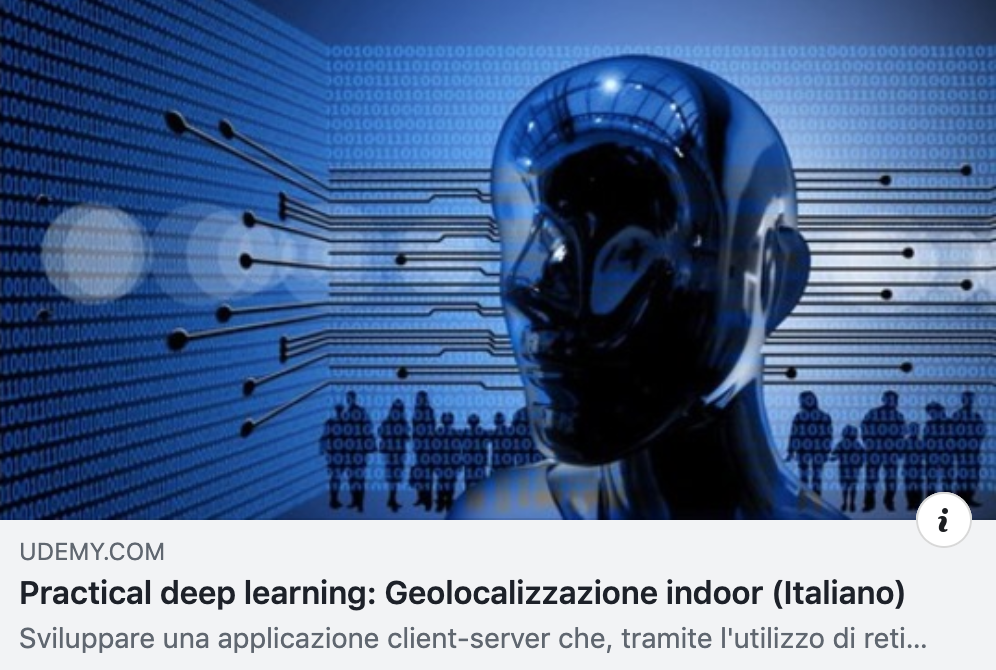 UDEMY.COM
Practical deep learning: Geolocalizzazione indoor (Italiano)
Sviluppare una applicazione client-server che, tramite l'utilizzo di reti...